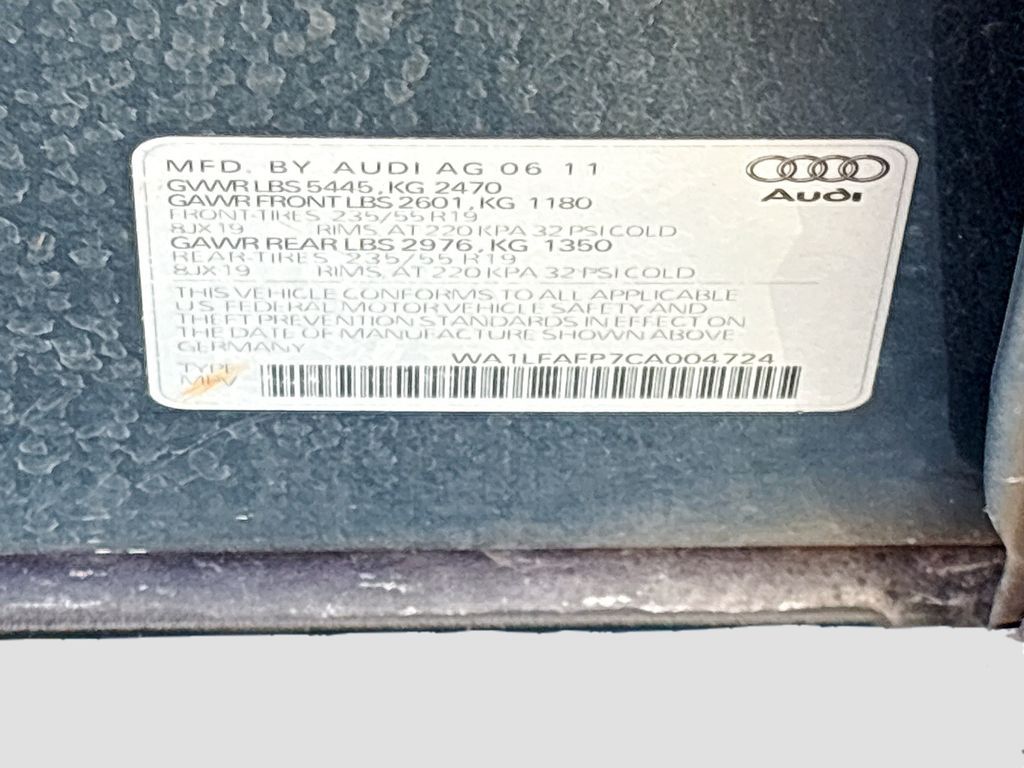 MFD. BY AUDI AG 06 11
GVWR LBS 5445, KG 2470
GAWR FRONT LBS 2601, KG 1180
FRONT-TIRES 235/55 R19
8JX19 RIMS, AT 220 KPA 32 PSI COLD
GAWR REAR LBS 2976, KG 1350
REAR-TIRES 235/55 R19
8JX19 RIMS, AT 220 KPA 32 PSI COLD
THIS VEHICLE CONFORMS TO ALL APPLICABLE
US FEDERAL MOTOR VEHICLE SAFETY AND
THEFT PREVENTION STANDARDS IN EFFECT ON
THE DATE OF MANUFACTURE SHOWN ABOVE
GERMANY
WA1LFAFP7CA004724
TYPE
MPV
Audi